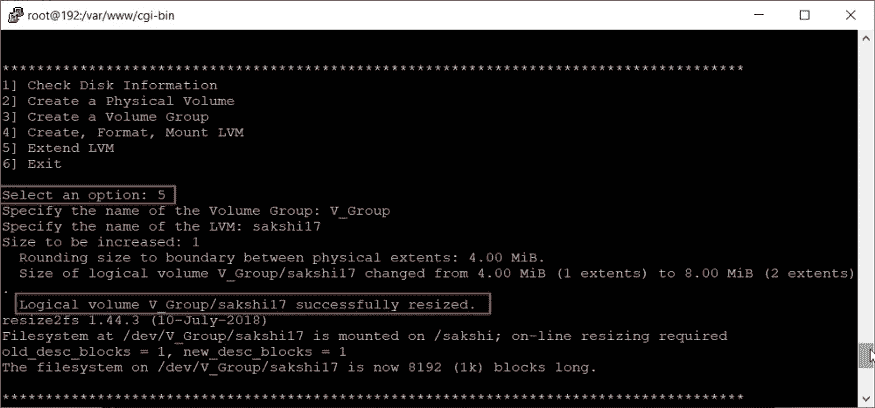 root@192:/var/www/cgi-bin
*****************************************************************************************
1] Check Disk Information
2] Create a Physical Volume
3] Create a Volume Group
4] Create, Format, Mount LVM
5] Extend LVM
6] Exit
Select an option: 5
Specify the name of the Volume Group: V_Group
Specify the name of the LVM: sakshi17
Size to be increased: 1
  Rounding size to boundary between physical extents: 4.00 MiB.
  Size of logical volume V_Group/sakshi17 changed from 4.00 MiB (1 extents) to 8.00 MiB (2 extents)
.
  Logical volume V_Group/sakshi17 successfully resized.
resize2fs 1.44.3 (10-July-2018)
Filesystem at /dev/V_Group/sakshi17 is mounted on /sakshi; on-line resizing required
old_desc_blocks = 1, new_desc_blocks = 1
The filesystem on /dev/V_Group/sakshi17 is now 8192 (1k) blocks long.
*****************************************************************************************